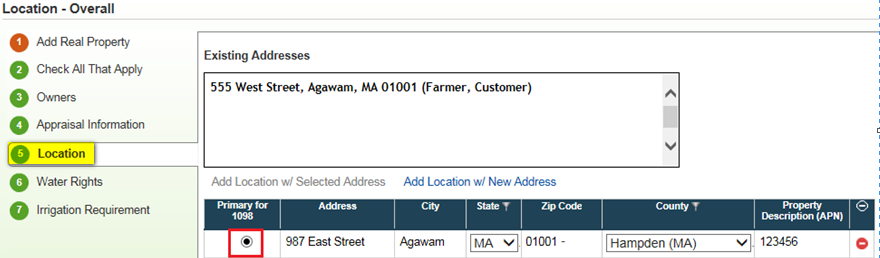 Location - Overall
1 Add Real Property
2 Check All That Apply
3 Owners
4 Appraisal Information
5 Location
6 Water Rights
7 Irrigation Requirement
Existing Addresses
555 West Street, Agawam, MA 01001 (Farmer, Customer)
Add Location w/ Selected Address Add Location w/ New Address
Primary for 1098 Address City State Zip Code County Property Description (APN)
987 East Street Agawam MA 01001 - Hampden (MA) 123456